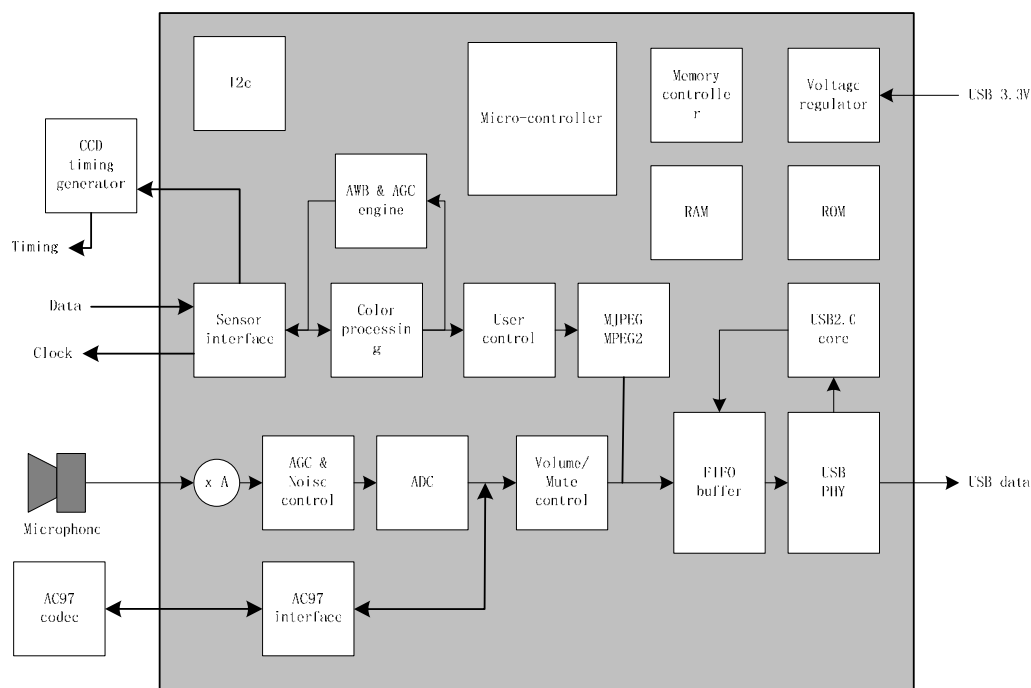 I2c
Micro-controller
Memory
controlle
r
Voltage
regulator
USB 3.3V
CCD
timing
generator
AWB & AGC
engine
RAM
ROM
Timing
Data
Sensor
interface
Color
processin
g
User
control
MJPEG
MPEG2
USB2.0
core
Clock
x A
AGC &
Noise
control
ADC
Volume/
Mute
control
FIFO
buffer
USB
PHY
USB data
Microphone
AC97
codec
AC97
interface